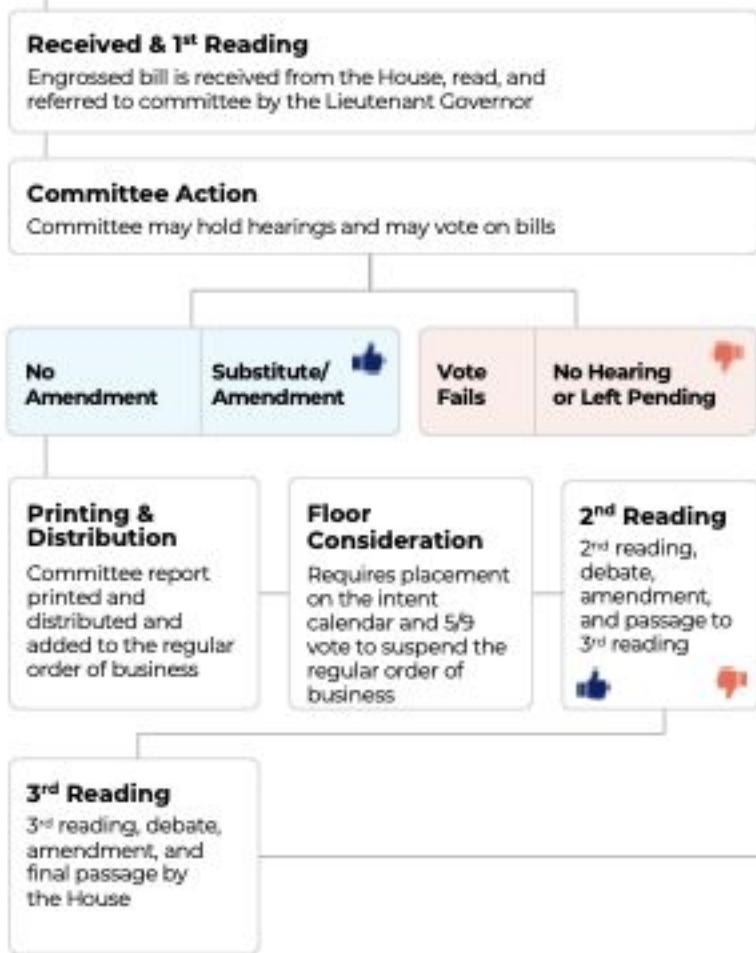 Received & 1st Reading
Engrossed bill is received from the House, read, and
referred to committee by the Lieutenant Governor
Committee Action
Committee may hold hearings and may vote on bills
No
Amendment
Substitute/
Amendment
Vote
Fails
No Hearing
or Left Pending
Printing &
Distribution
Committee report
printed and
distributed and
added to the regular
order of business
Floor
Consideration
Requires placement
on the intent
calendar and 5/9
vote to suspend the
regular order of
business
2nd Reading
2nd reading,
debate,
amendment,
and passage to
3rd reading
3rd Reading
3rd reading, debate,
amendment, and
final passage by
the House